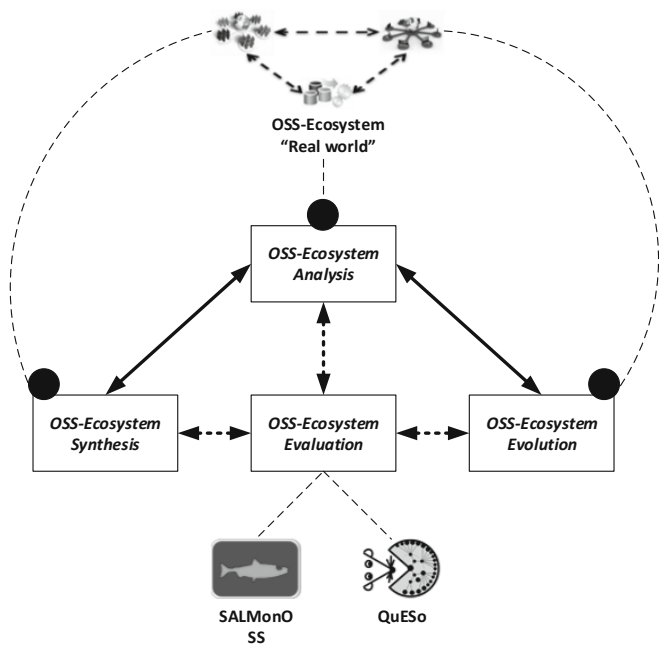 OSS-Ecosystem
“Real world”
OSS-Ecosystem
Analysis
OSS-Ecosystem
Synthesis
OSS-Ecosystem
Evaluation
OSS-Ecosystem
Evolution
SALMonO
SS
QuESo